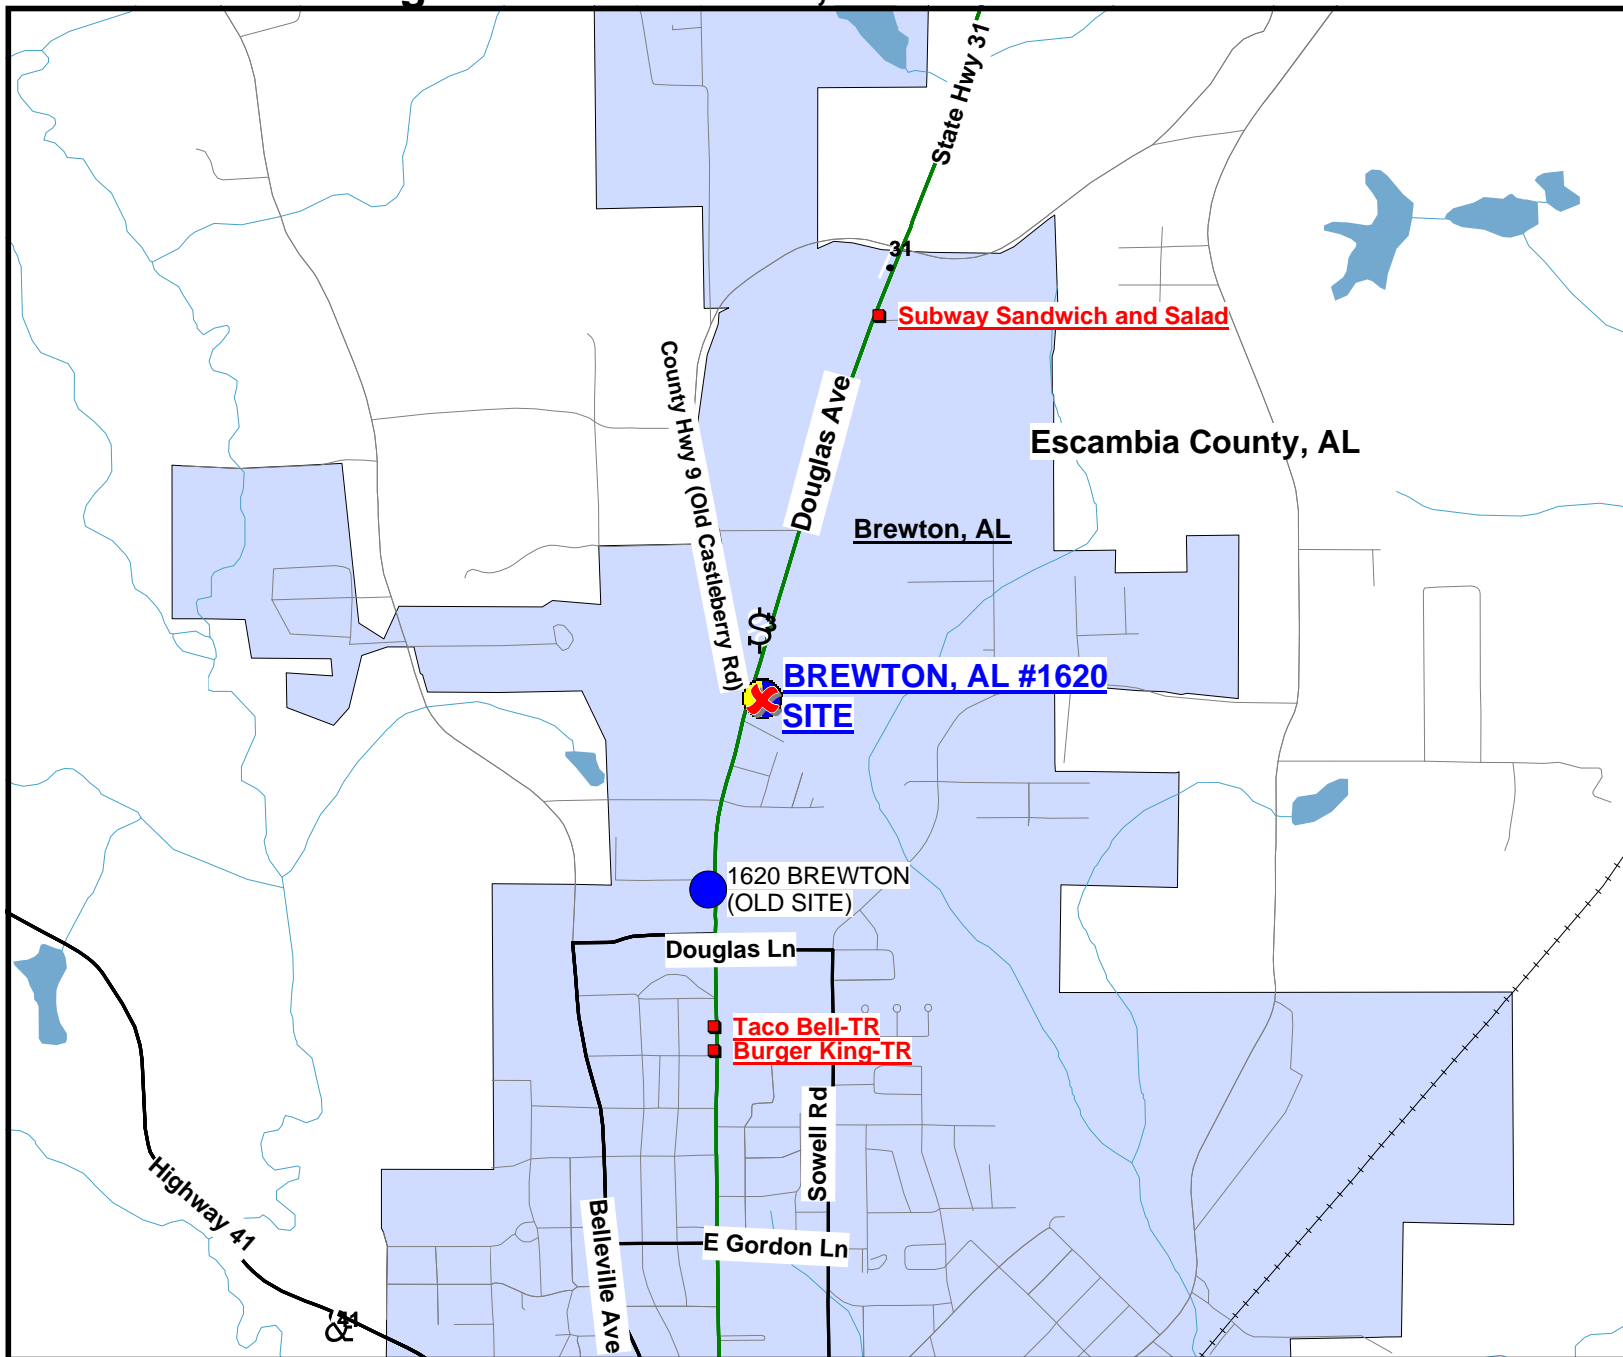 State Hwy 31
31
Subway Sandwich and Salad
County Hwy 9 (Old Castleberry Rd)
Douglas Ave
Escambia County, AL
Brewton, AL
BREWTON, AL #1620
SITE
1620 BREWTON
(OLD SITE)
Douglas Ln
Taco Bell-TR
Burger King-TR
Sowell Rd
Highway 41
Belleville Ave
E Gordon Ln
41
&